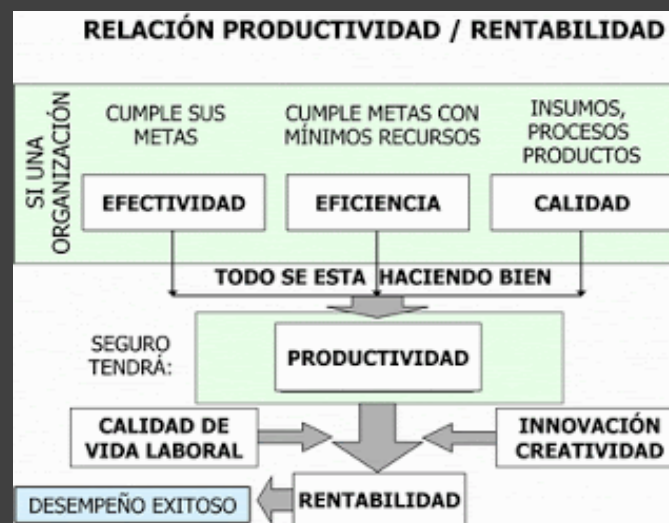 RELACIÓN PRODUCTIVIDAD / RENTABILIDAD
SI UNA
ORGANIZACIÓN
CUMPLE SUS
METAS
CUMPLE METAS CON
MÍNIMOS RECURSOS
INSUMOS,
PROCESOS
PRODUCTOS
EFECTIVIDAD
EFICIENCIA
CALIDAD
TODO SE ESTA HACIENDO BIEN
SEGURO
TENDRÁ:
PRODUCTIVIDAD
CALIDAD DE
VIDA LABORAL
INNOVACIÓN
CREATIVIDAD
DESEMPEÑO EXITOSO
RENTABILIDAD